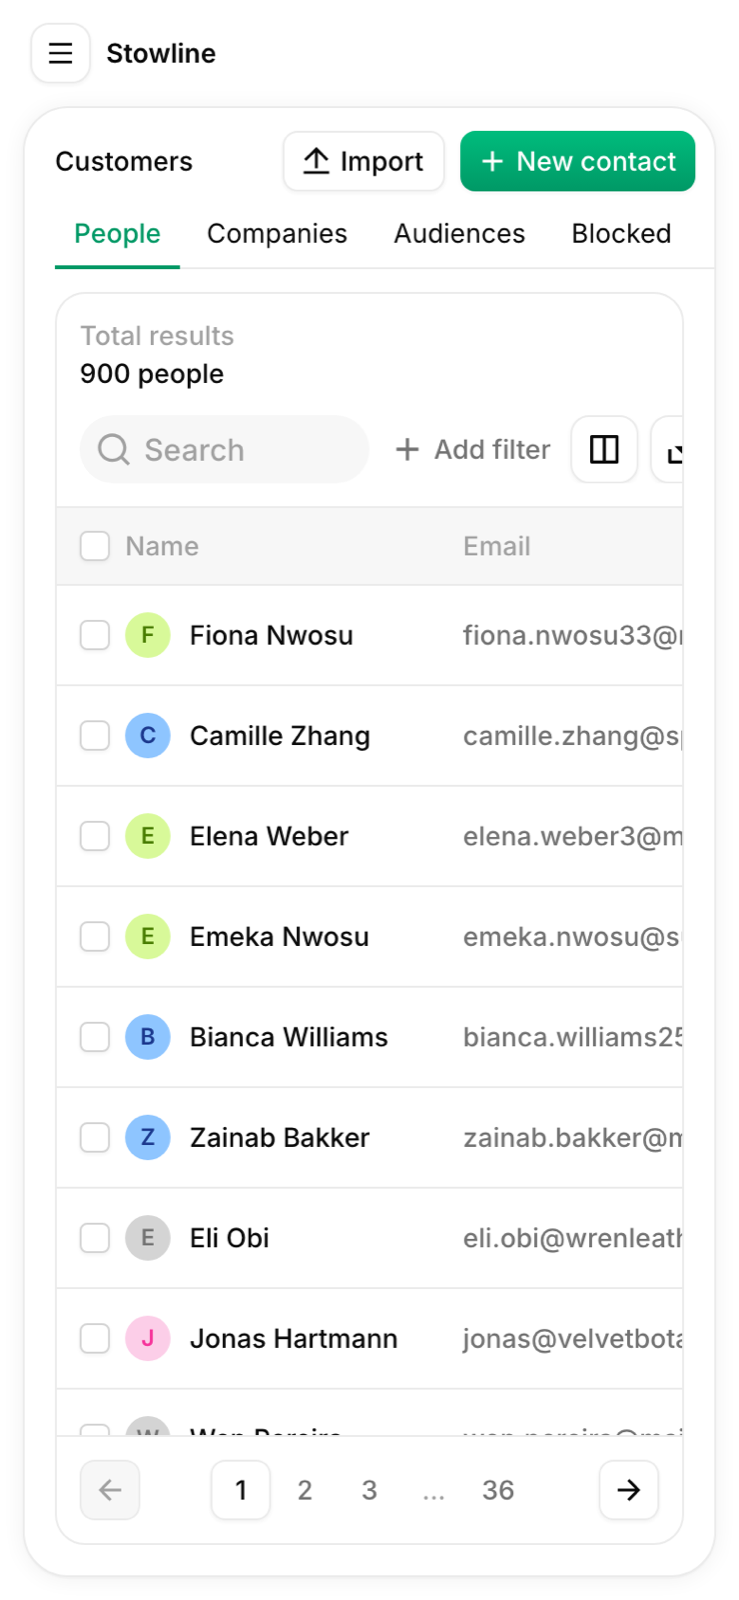 Stowline
Customers
Import
New contact
People Companies Audiences Blocked
Total results
900 people
Search
Add filter
Name Email
F Fiona Nwosu fiona.nwosu33@
C Camille Zhang camille.zhang@s
E Elena Weber elena.weber3@m
E Emeka Nwosu emeka.nwosu@s
B Bianca Williams bianca.williams25
Z Zainab Bakker zainab.bakker@m
E Eli Obi eli.obi@wrenleath
J Jonas Hartmann jonas@velvetbota
1 2 3 ... 36